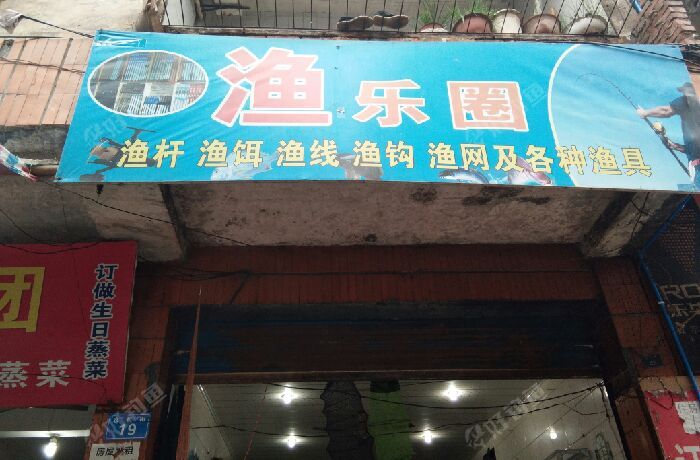 渔乐圈
渔杆 渔饵 渔线 渔钩 渔网及各种渔具
团
蒸菜
订做生日蒸菜
19